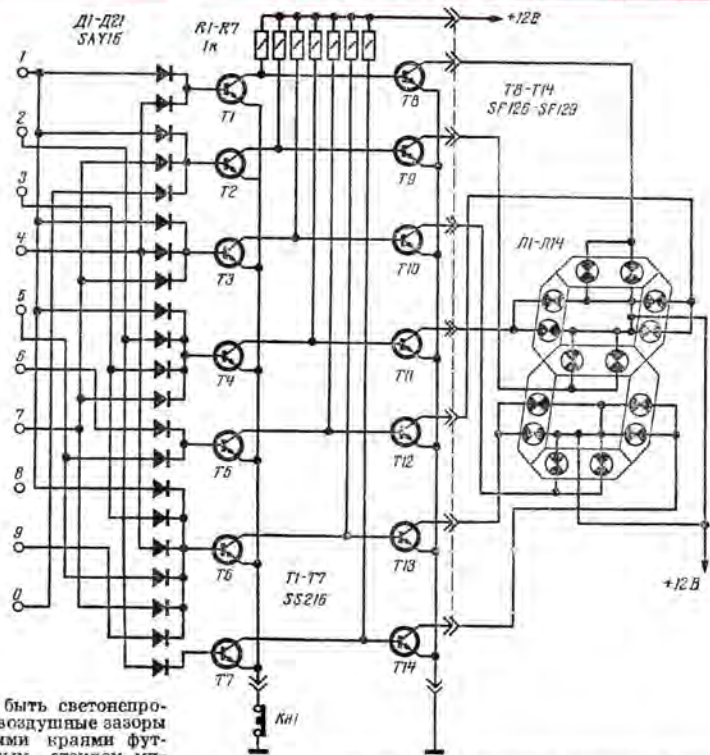 Д1-Д21
SAY16
R1-R7
1к
+12В
1
2
3
4
5
6
7
8
9
0
T1
T2
T3
T4
T5
T6
T7
T8
T9
T10
T11
T12
T13
T14
T8-T14
SF126-SF129
Л1-Л14
T1-T7
SS216
+12В
Кн1
быть светонепро-
воздушные зазоры
ими краями фут-